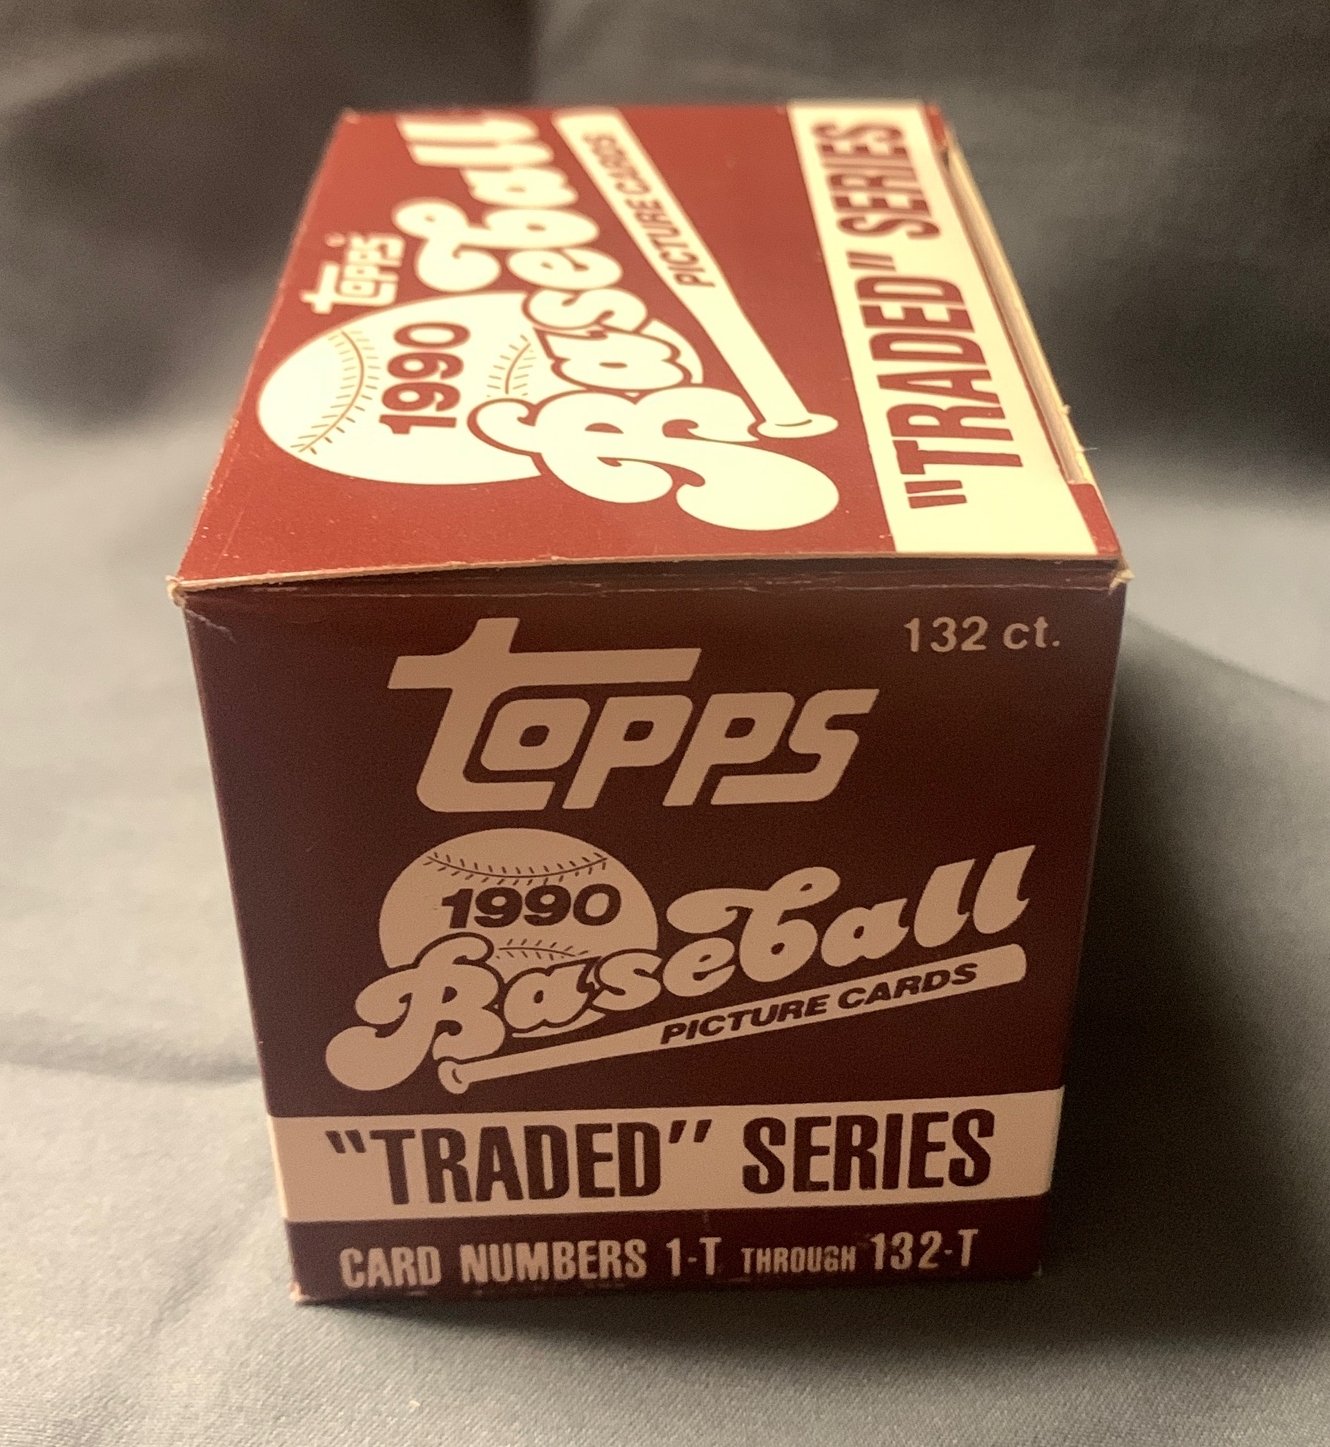 TOPPS
1990
Baseball
PICTURE CARDS
"TRADED" SERIES
132 ct.
TOPPS
1990
Baseball
PICTURE CARDS
"TRADED" SERIES
CARD NUMBERS 1-T THROUGH 132-T